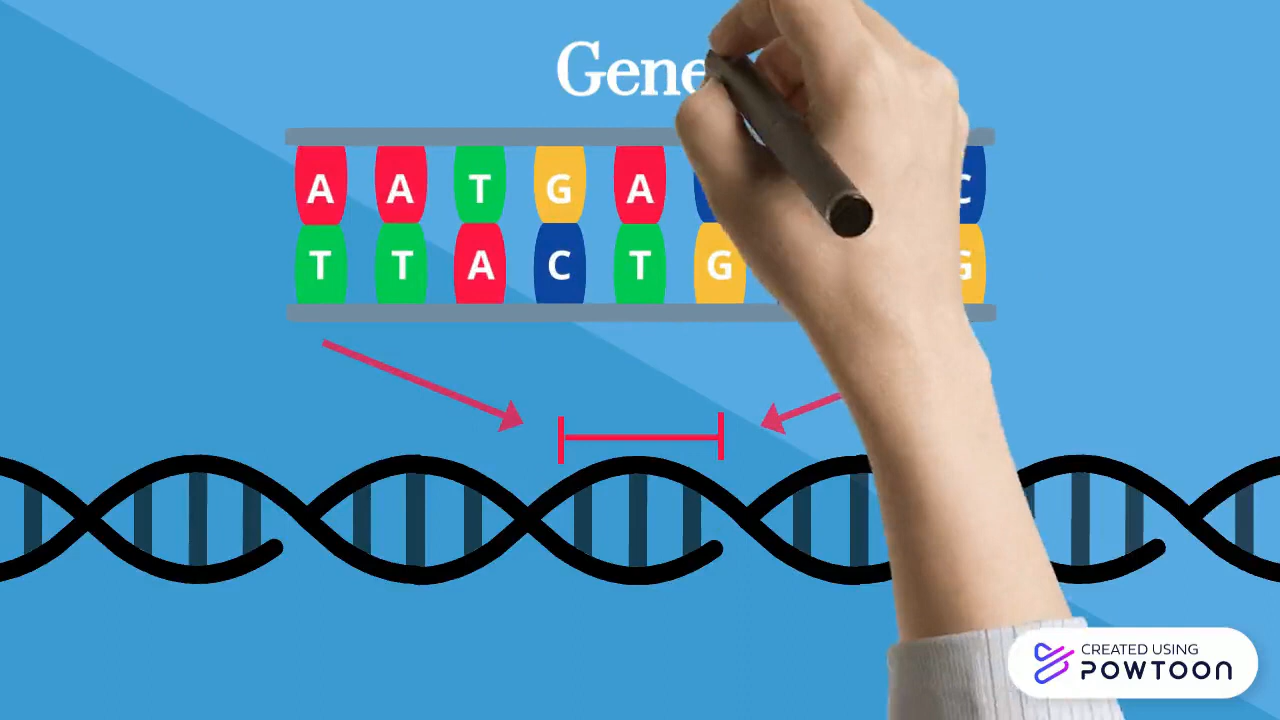 Gene
A A T G A C
T T A C T G G
CREATED USING
POWTOON